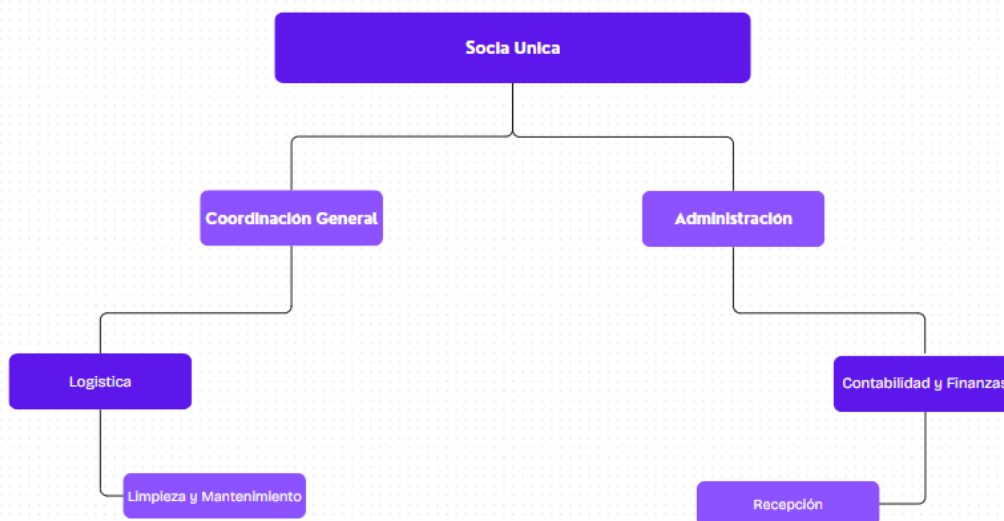 Socia Unica
Coordinación General
Administración
Logistica
Contabilidad y Finanzas
Limpieza y Mantenimiento
Recepción